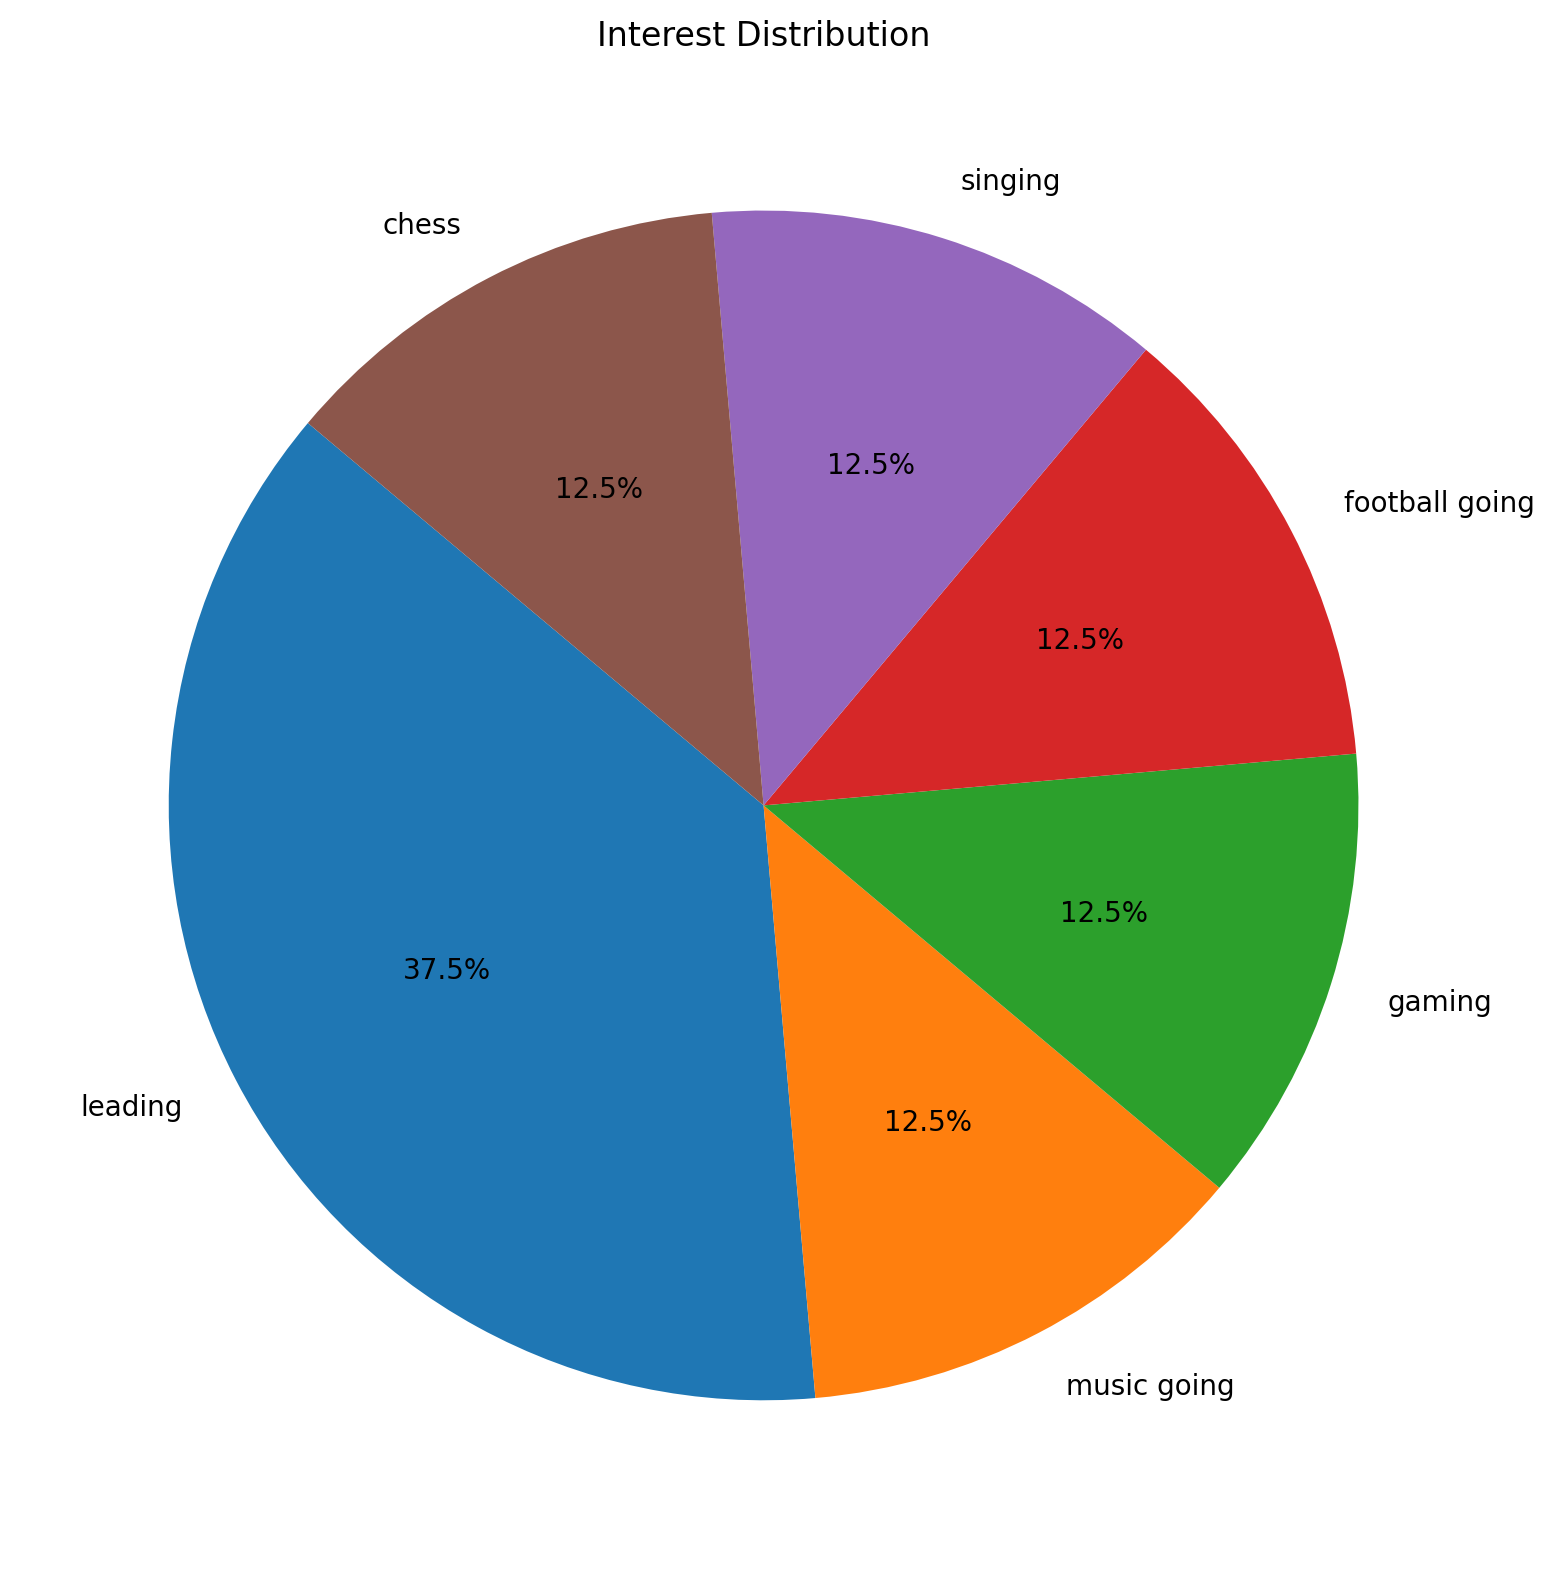 Interest Distribution
singing
chess
12.5%
12.5%
football going
12.5%
12.5%
37.5%
gaming
leading
12.5%
music going